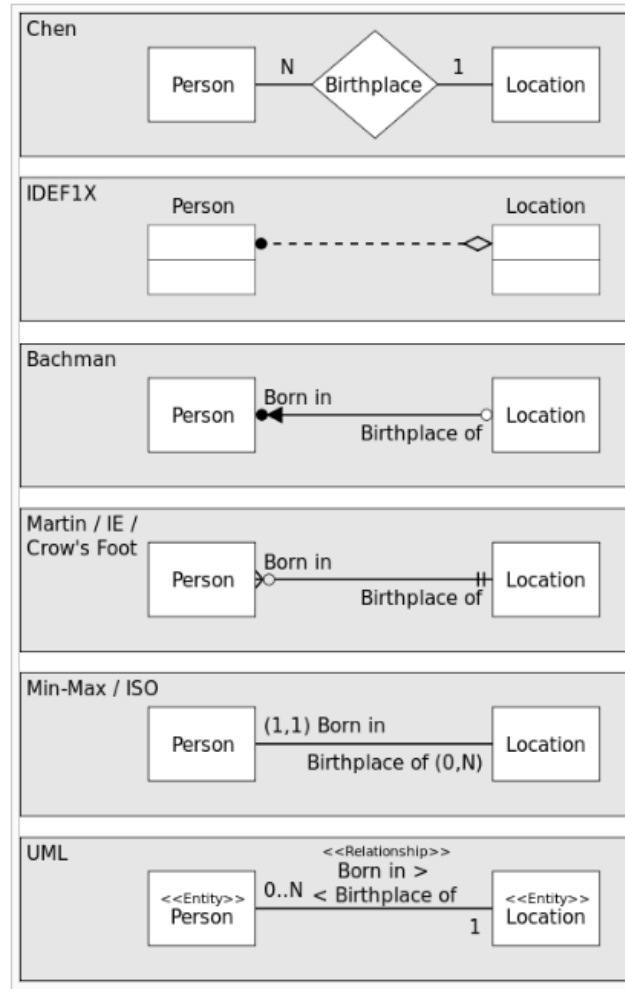 Chen
Person
N
Birthplace
1
Location
IDEF1X
Person
Location
Bachman
Person
Born in
Birthplace of
Location
Martin / IE /
Crow's Foot
Person
Born in
Birthplace of
Location
Min-Max / ISO
Person
(1,1) Born in
Birthplace of (0,N)
Location
UML
<<Entity>>
Person
0..N
<<Relationship>>
Born in >
< Birthplace of
1
<<Entity>>
Location